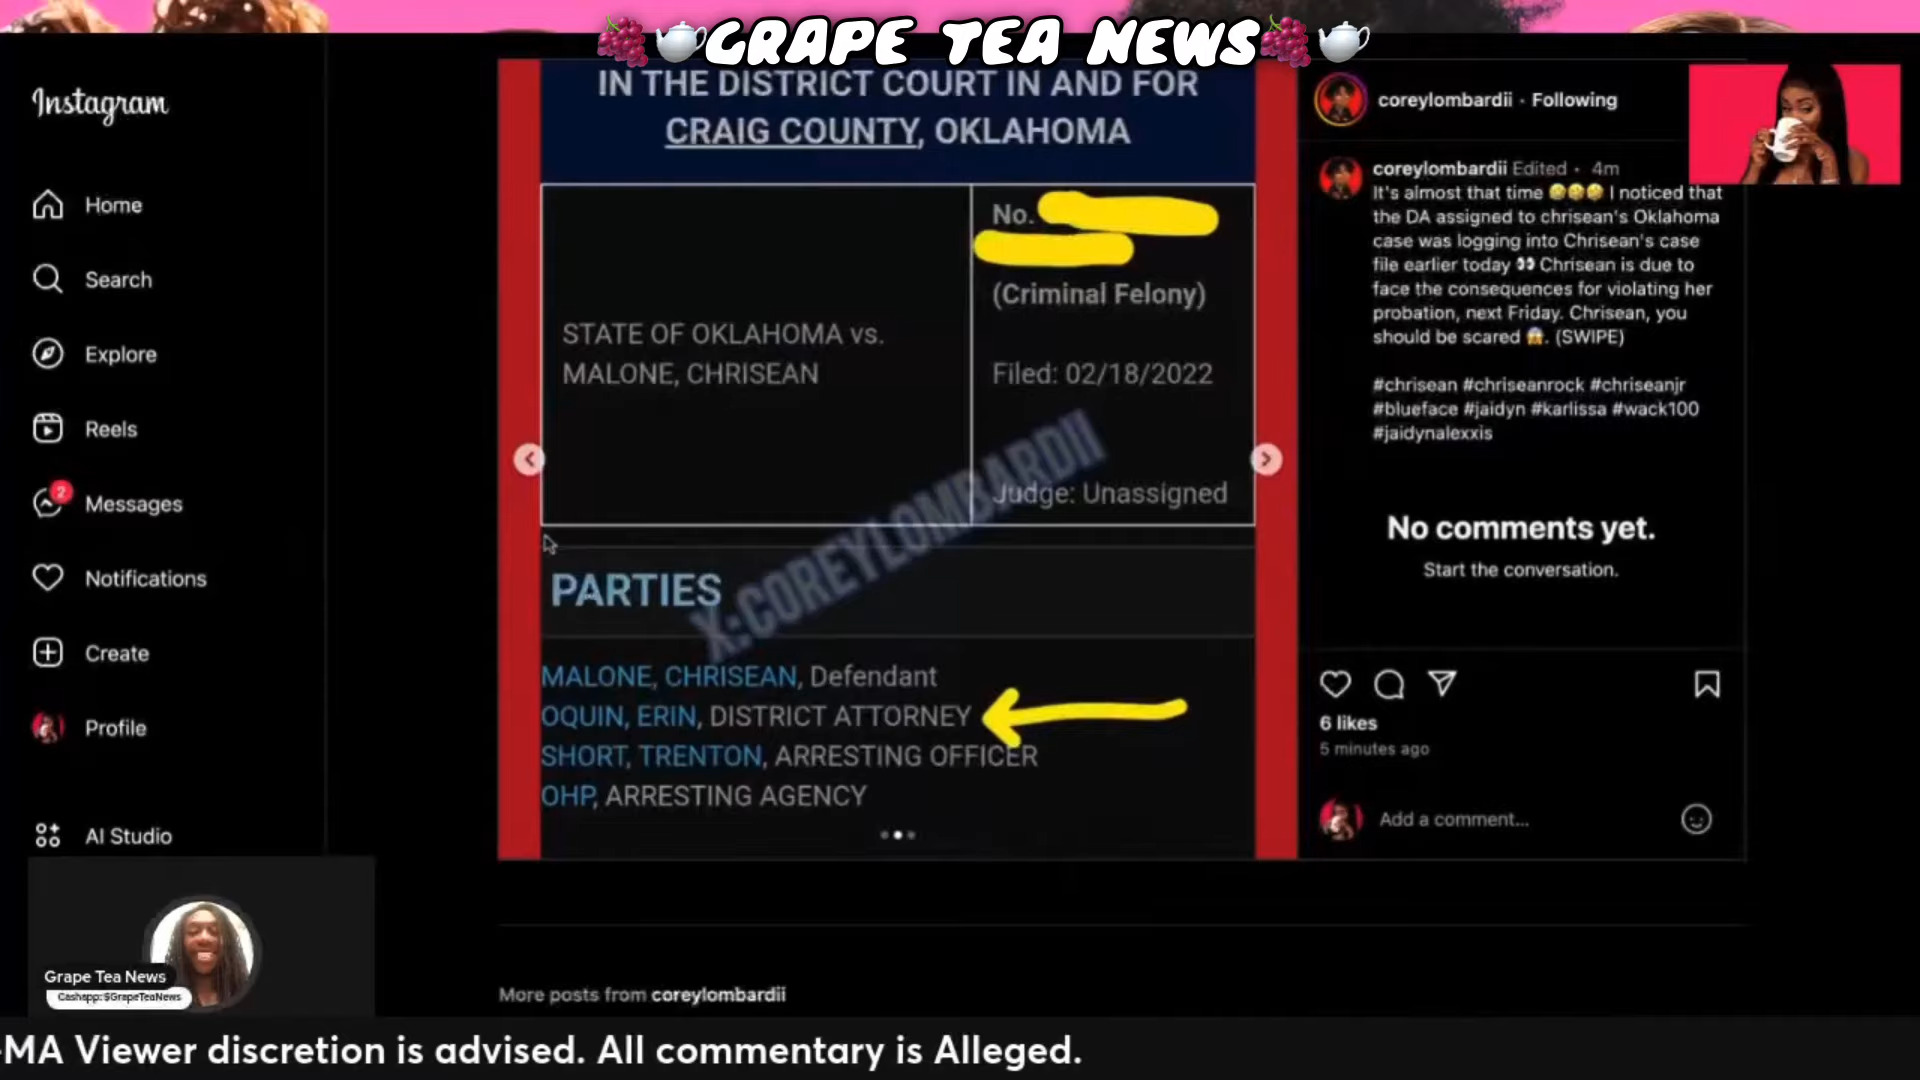 🍇🫖GRAPE TEA NEWS🍇🫖
Instagram
Home
Search
Explore
Reels
2
Messages
Notifications
Create
Profile
AI Studio
IN THE DISTRICT COURT IN AND FOR
CRAIG COUNTY, OKLAHOMA
STATE OF OKLAHOMA vs.
MALONE, CHRISEAN
No.
(Criminal Felony)
Filed: 02/18/2022
Judge: Unassigned
X:COREYLOMBARDII
PARTIES
MALONE, CHRISEAN, Defendant
OQUIN, ERIN, DISTRICT ATTORNEY
SHORT, TRENTON, ARRESTING OFFICER
OHP, ARRESTING AGENCY
coreylombardii · Following
coreylombardii Edited · 4m
It's almost that time 🤣🤣🤣 I noticed that
the DA assigned to chrisean's Oklahoma
case was logging into Chrisean's case
file earlier today 👀 Chrisean is due to
face the consequences for violating her
probation, next Friday. Chrisean, you
should be scared 😱. (SWIPE)
#chrisean #chriseanrock #chriseanjr
#blueface #jaidyn #karlissa #wack100
#jaidynalexxis
No comments yet.
Start the conversation.
6 likes
5 minutes ago
Add a comment...
More posts from coreylombardii
Grape Tea News
Cashapp:$GrapeTeaNews
-MA Viewer discretion is advised. All commentary is Alleged.